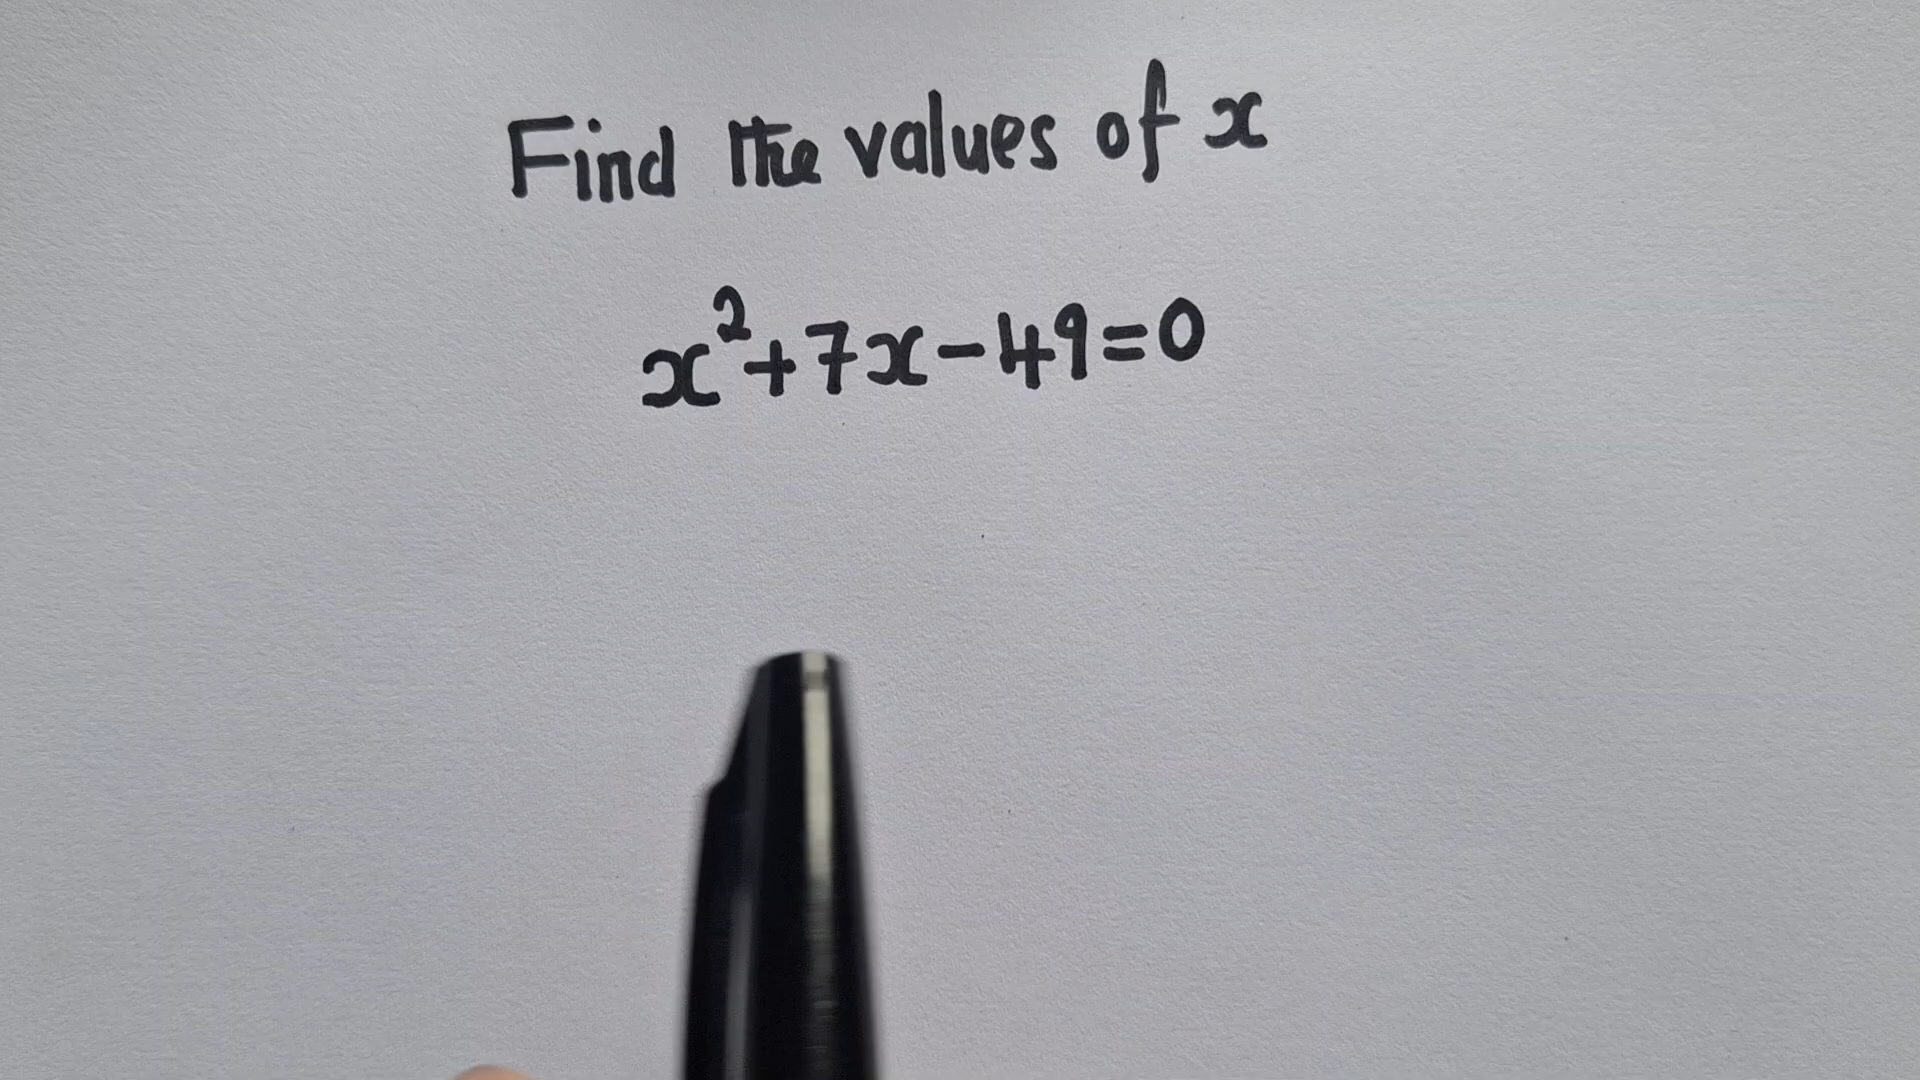 Find the values of x
x²+7x-49=0